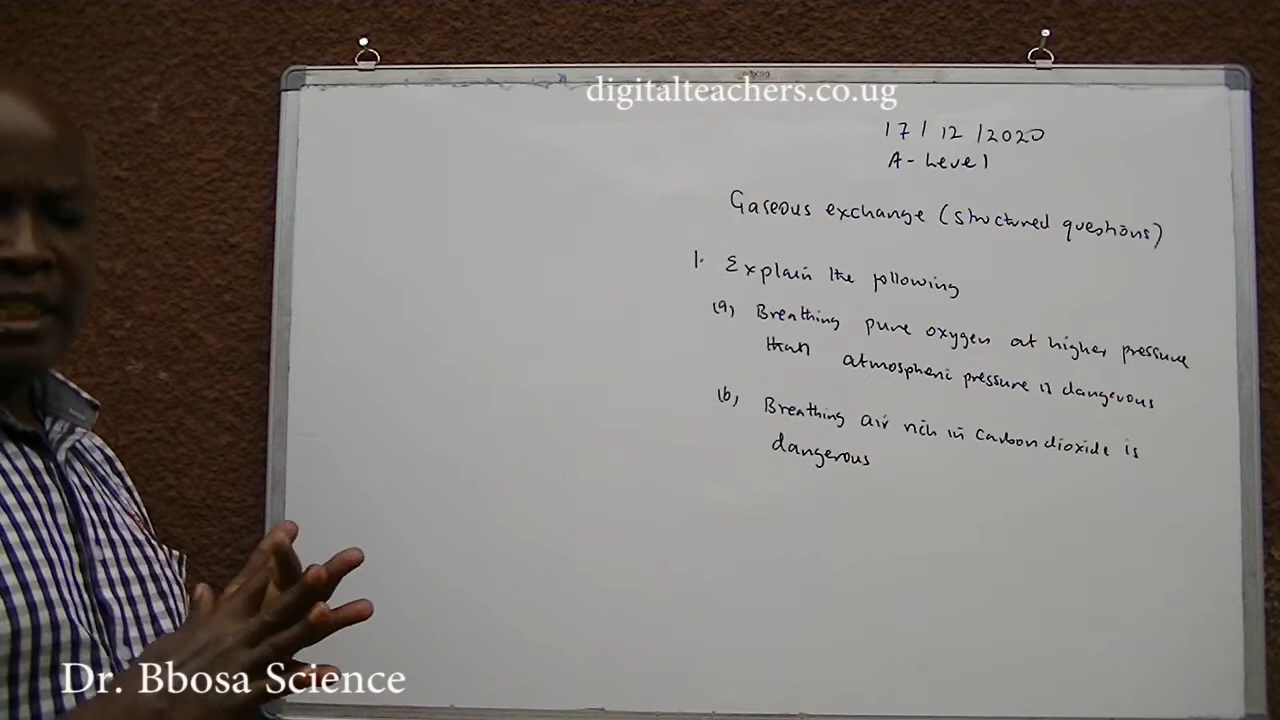 digitalteachers.co.ug
17/12/2020
A-Level
Gaseous exchange (structured questions)
1. Explain the following
(a) Breathing pure oxygen at higher pressure
than atmospheric pressure is dangerous
(b) Breathing air rich in carbon dioxide is
dangerous
Dr. Bbosa Science